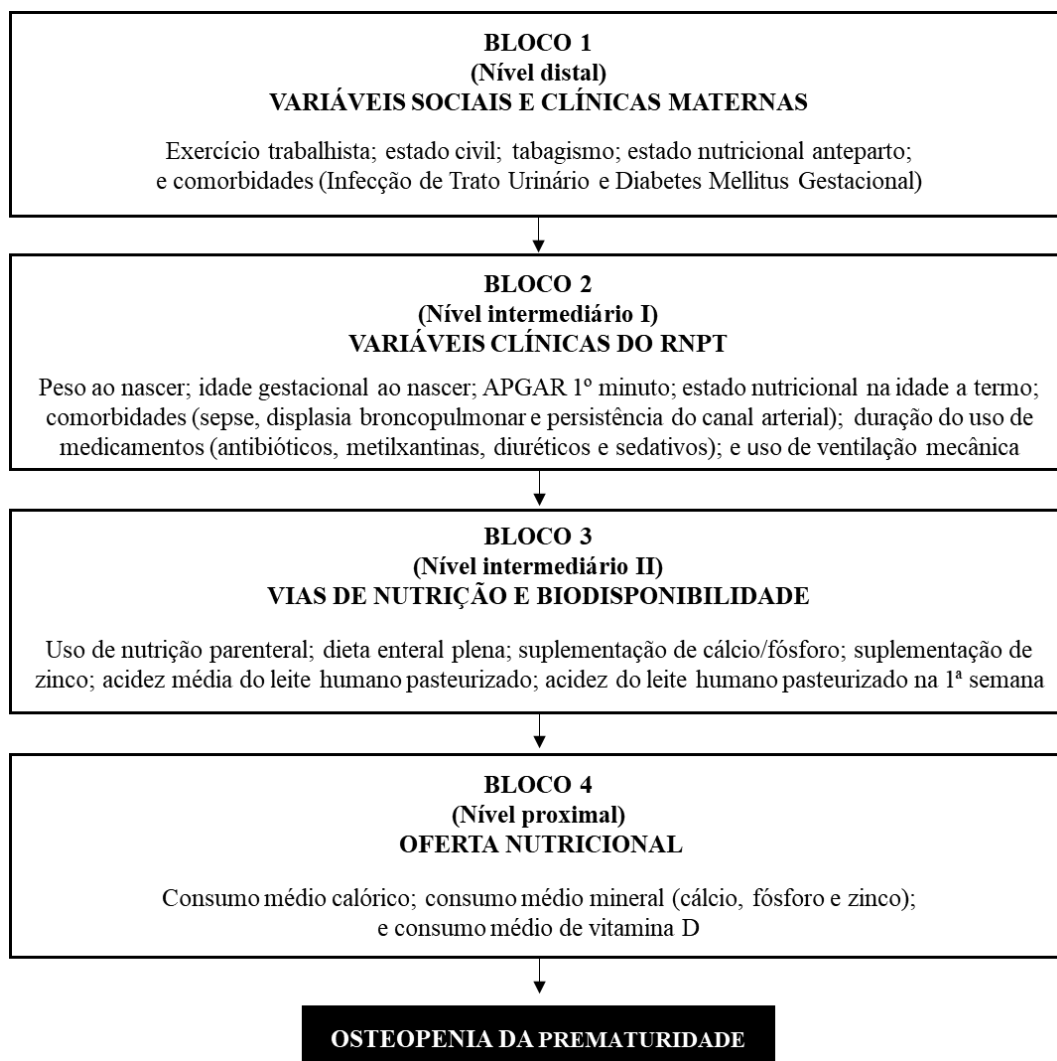 BLOCO 1
(Nível distal)
VARIÁVEIS SOCIAIS E CLÍNICAS MATERNAS
Exercício trabalhista; estado civil; tabagismo; estado nutricional anteparto;
e comorbidades (Infecção de Trato Urinário e Diabetes Mellitus Gestacional)
BLOCO 2
(Nível intermediário I)
VARIÁVEIS CLÍNICAS DO RNPT
Peso ao nascer; idade gestacional ao nascer; APGAR 1º minuto; estado nutricional na idade a termo;
comorbidades (sepse, displasia broncopulmonar e persistência do canal arterial); duração do uso de
medicamentos (antibióticos, metilxantinas, diuréticos e sedativos); e uso de ventilação mecânica
BLOCO 3
(Nível intermediário II)
VIAS DE NUTRIÇÃO E BIODISPONIBILIDADE
Uso de nutrição parenteral; dieta enteral plena; suplementação de cálcio/fósforo; suplementação de
zinco; acidez média do leite humano pasteurizado; acidez do leite humano pasteurizado na 1ª semana
BLOCO 4
(Nível proximal)
OFERTA NUTRICIONAL
Consumo médio calórico; consumo médio mineral (cálcio, fósforo e zinco);
e consumo médio de vitamina D
OSTEOPENIA DA PREMATURIDADE